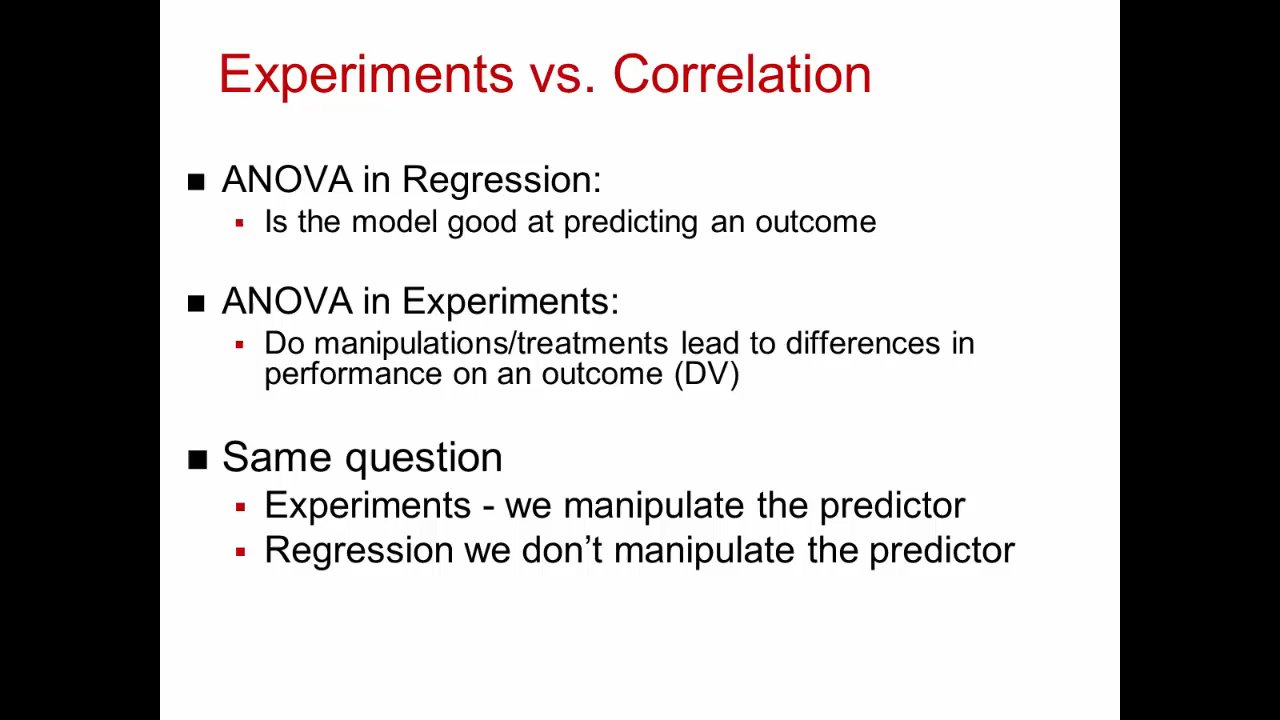 Experiments vs. Correlation
ANOVA in Regression:
Is the model good at predicting an outcome
ANOVA in Experiments:
Do manipulations/treatments lead to differences in
performance on an outcome (DV)
Same question
Experiments - we manipulate the predictor
Regression we don’t manipulate the predictor